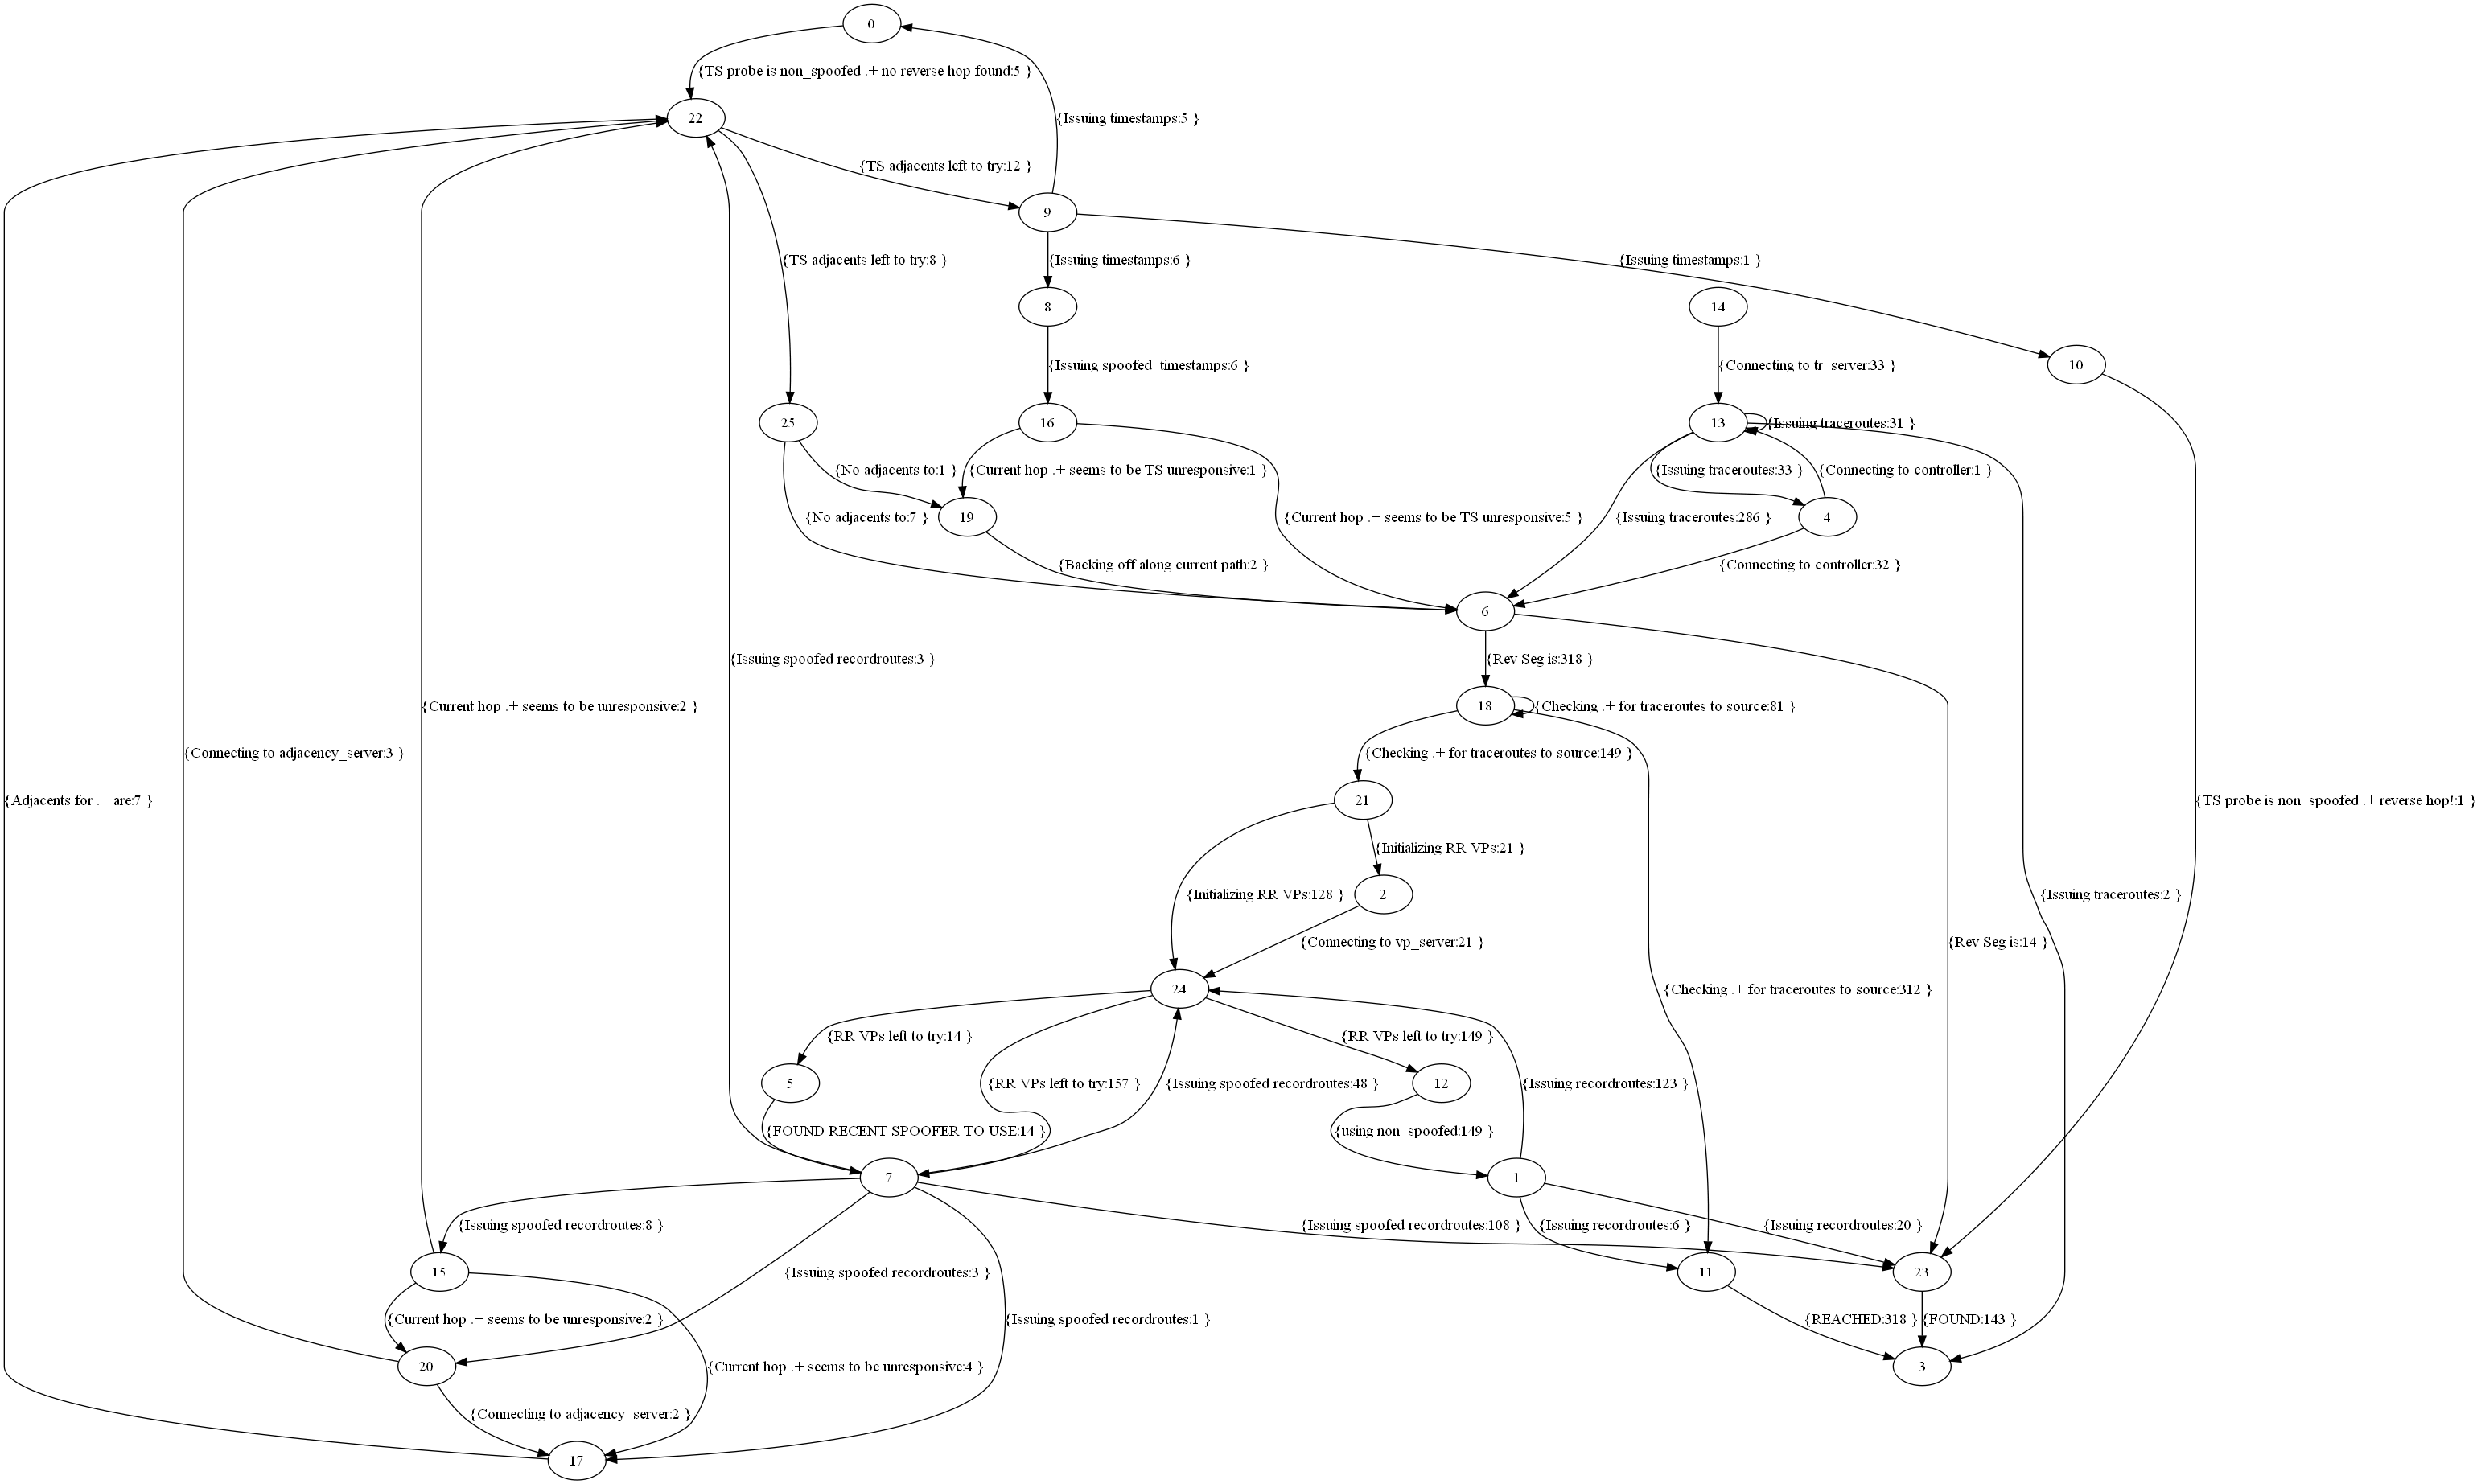 0
{TS probe is non_spoofed .+ no reverse hop found:5 }
22
{Issuing timestamps:5 }
{TS adjacents left to try:12 }
9
{TS adjacents left to try:8 }
{Issuing timestamps:6 }
{Issuing timestamps:1 }
8
14
{Issuing spoofed_timestamps:6 }
{Connecting to tr_server:33 }
10
25
16
13
{Issuing traceroutes:31 }
{No adjacents to:1 }
{Current hop .+ seems to be TS unresponsive:1 }
{Issuing traceroutes:33 }
{Connecting to controller:1 }
{No adjacents to:7 }
19
{Current hop .+ seems to be TS unresponsive:5 }
{Issuing traceroutes:286 }
4
{Backing off along current path:2 }
{Connecting to controller:32 }
6
{Issuing spoofed recordroutes:3 }
{Rev Seg is:318 }
{Current hop .+ seems to be unresponsive:2 }
18
{Checking .+ for traceroutes to source:81 }
{Connecting to adjacency_server:3 }
{Checking .+ for traceroutes to source:149 }
{Adjacents for .+ are:7 }
21
{TS probe is non_spoofed .+ reverse hop!:1 }
{Initializing RR VPs:21 }
{Initializing RR VPs:128 }
2
{Issuing traceroutes:2 }
{Connecting to vp_server:21 }
{Rev Seg is:14 }
24
{Checking .+ for traceroutes to source:312 }
{RR VPs left to try:14 }
{RR VPs left to try:149 }
5
{RR VPs left to try:157 }
{Issuing spoofed recordroutes:48 }
12
{Issuing recordroutes:123 }
{FOUND RECENT SPOOFER TO USE:14 }
{using non_spoofed:149 }
7
1
{Issuing spoofed recordroutes:8 }
{Issuing spoofed recordroutes:108 }
{Issuing recordroutes:6 }
{Issuing recordroutes:20 }
15
{Issuing spoofed recordroutes:3 }
11
23
{Current hop .+ seems to be unresponsive:2 }
{Issuing spoofed recordroutes:1 }
{REACHED:318 }
{FOUND:143 }
20
{Current hop .+ seems to be unresponsive:4 }
3
{Connecting to adjacency_server:2 }
17